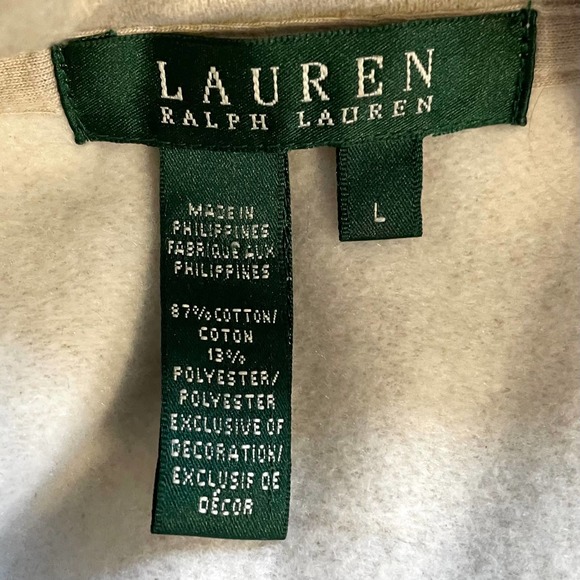 LAUREN
RALPH LAUREN
L
MADE IN
PHILIPPINES
FABRIQUE AUX
PHILIPPINES
87% COTTON/
COTON
13%
POLYESTER/
POLYESTER
EXCLUSIVE OF
DECORATION/
EXCLUSIF DE
DÉCOR